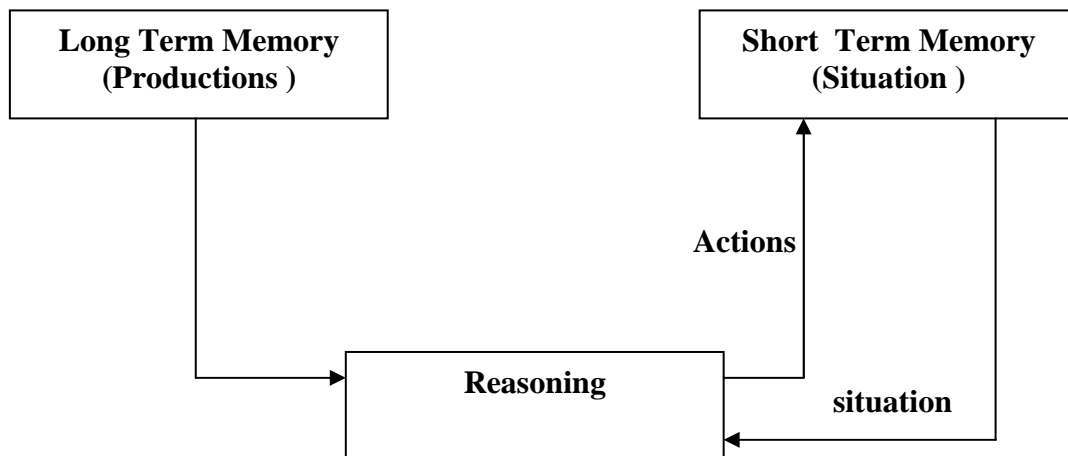 Long Term Memory
(Productions )
Short  Term Memory
(Situation )
Actions
Reasoning
situation